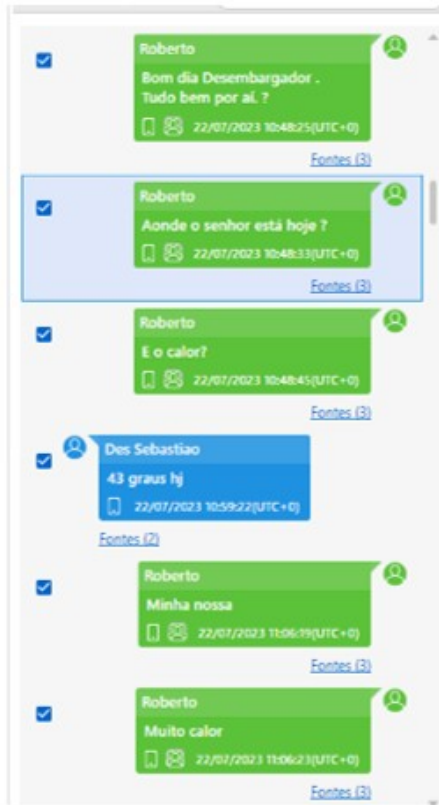 Roberto
Bom dia Desembargador .
Tudo bem por aí. ?
22/07/2023 10:48:25(UTC+0)
Fontes (3)
Roberto
Aonde o senhor está hoje ?
22/07/2023 10:48:33(UTC+0)
Fontes (3)
Roberto
E o calor?
22/07/2023 10:48:45(UTC+0)
Fontes (3)
Des Sebastiao
43 graus hj
22/07/2023 10:59:22(UTC+0)
Fontes (2)
Roberto
Minha nossa
22/07/2023 11:06:19(UTC+0)
Fontes (3)
Roberto
Muito calor
22/07/2023 11:06:23(UTC+0)
Fontes (3)